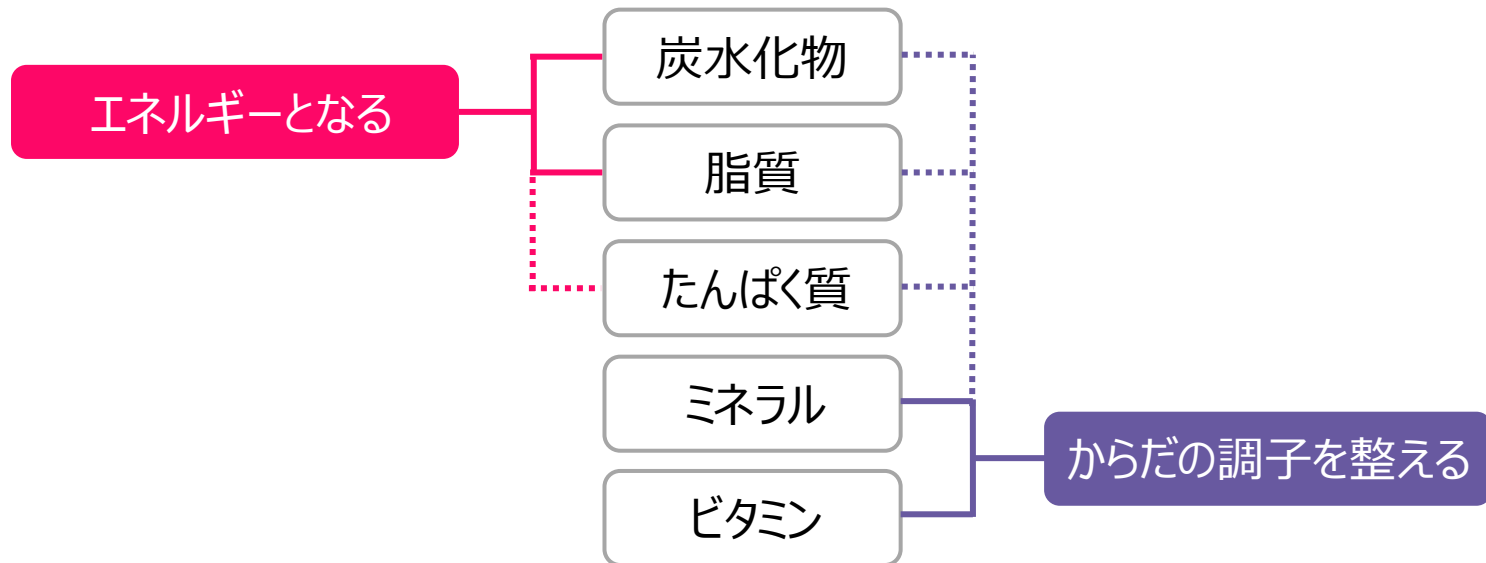 炭水化物
エネルギーとなる
脂質
たんぱく質
ミネラル
からだの調子を整える
ビタミン